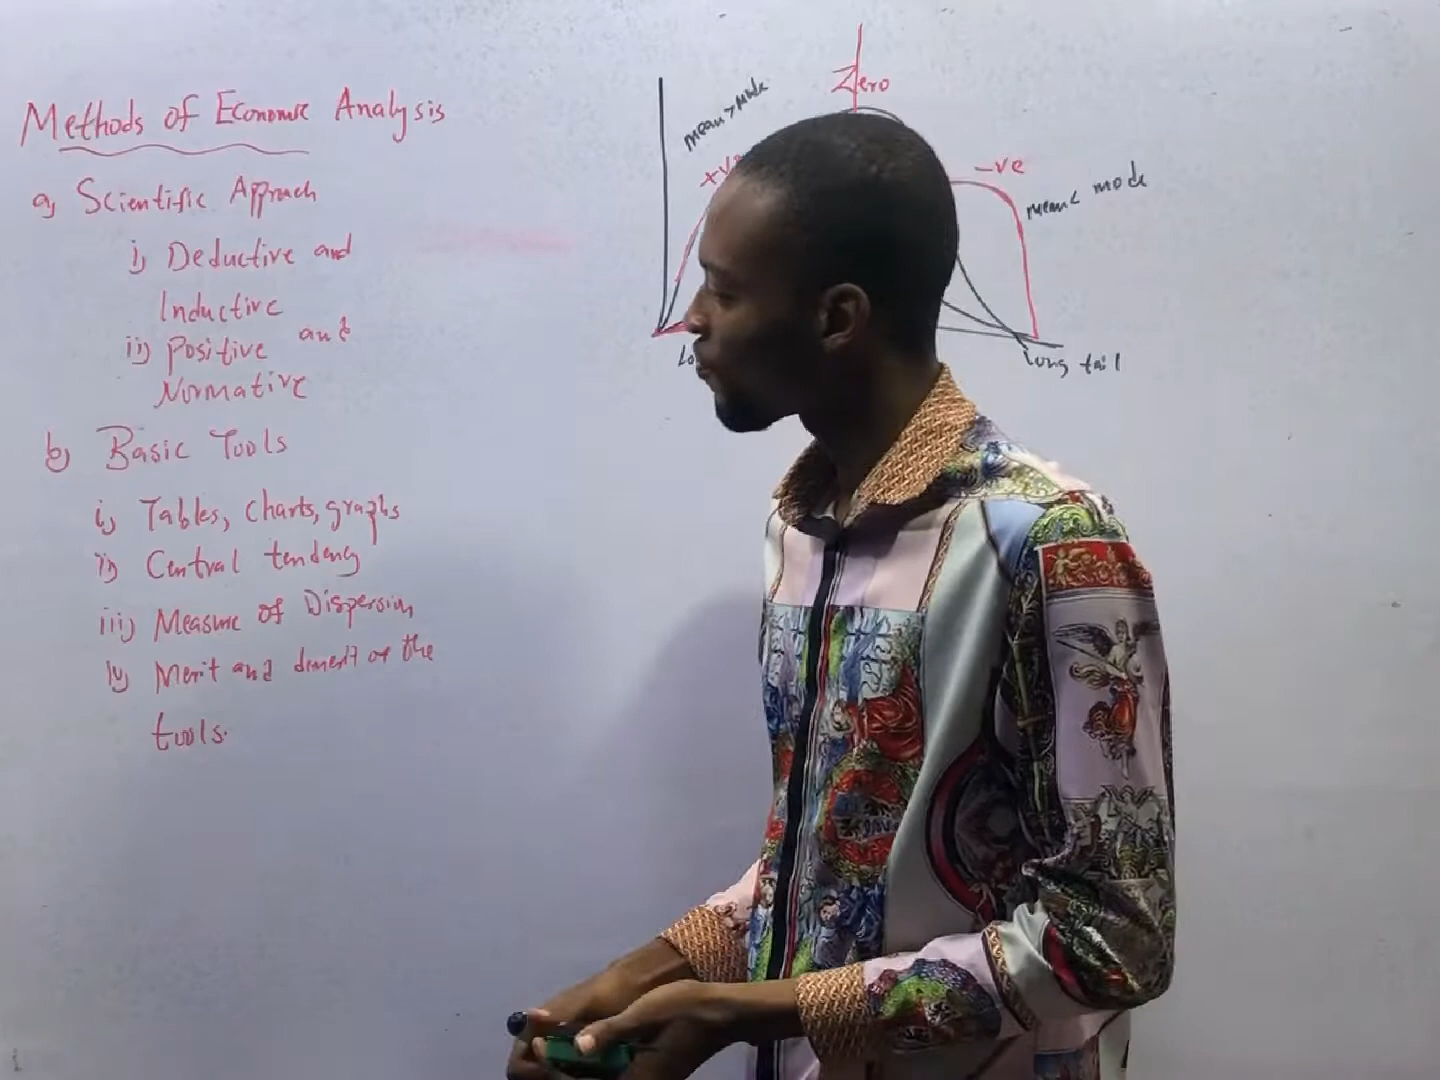 Methods of Economic Analysis
a) Scientific Approach
i) Deductive and
Inductive
ii) Positive and
Normative
b) Basic Tools
i) Tables, charts, graphs
ii) Central tendency
iii) Measure of Dispersion
iv) Merit and demerit of the
tools.
Zero
mean > mode
+ve
-ve
mean < mode
Long tail